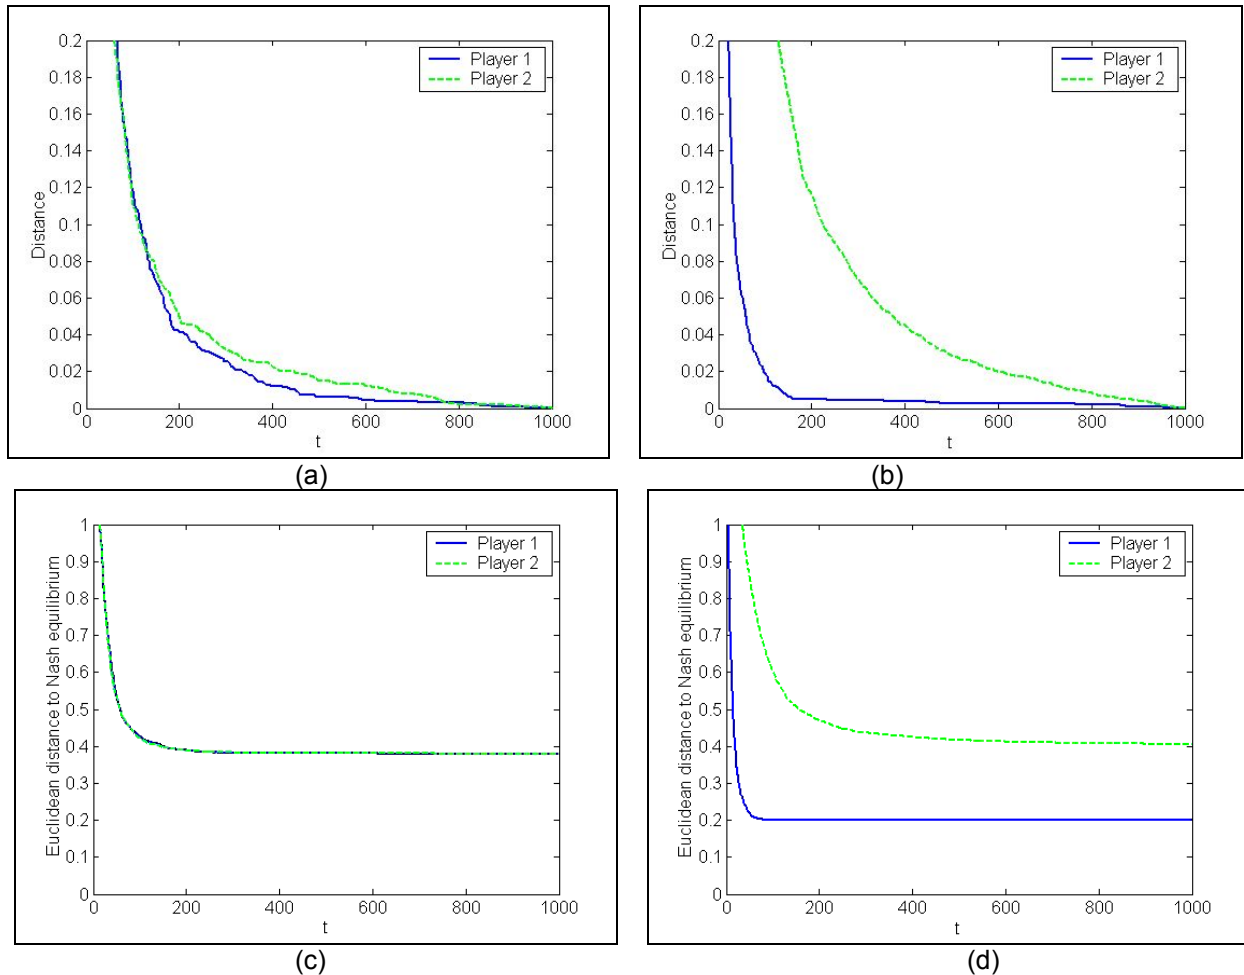 0.2
0.18
0.16
0.14
0.12
0.1
0.08
0.06
0.04
0.02
0
Distance
0 200 400 600 800 1000
t
Player 1
Player 2
(a)
0.2
0.18
0.16
0.14
0.12
0.1
0.08
0.06
0.04
0.02
0
Distance
0 200 400 600 800 1000
t
Player 1
Player 2
(b)
1
0.9
0.8
0.7
0.6
0.5
0.4
0.3
0.2
0.1
0
Euclidean distance to Nash equilibrium
0 200 400 600 800 1000
t
Player 1
Player 2
(c)
1
0.9
0.8
0.7
0.6
0.5
0.4
0.3
0.2
0.1
0
Euclidean distance to Nash equilibrium
0 200 400 600 800 1000
t
Player 1
Player 2
(d)